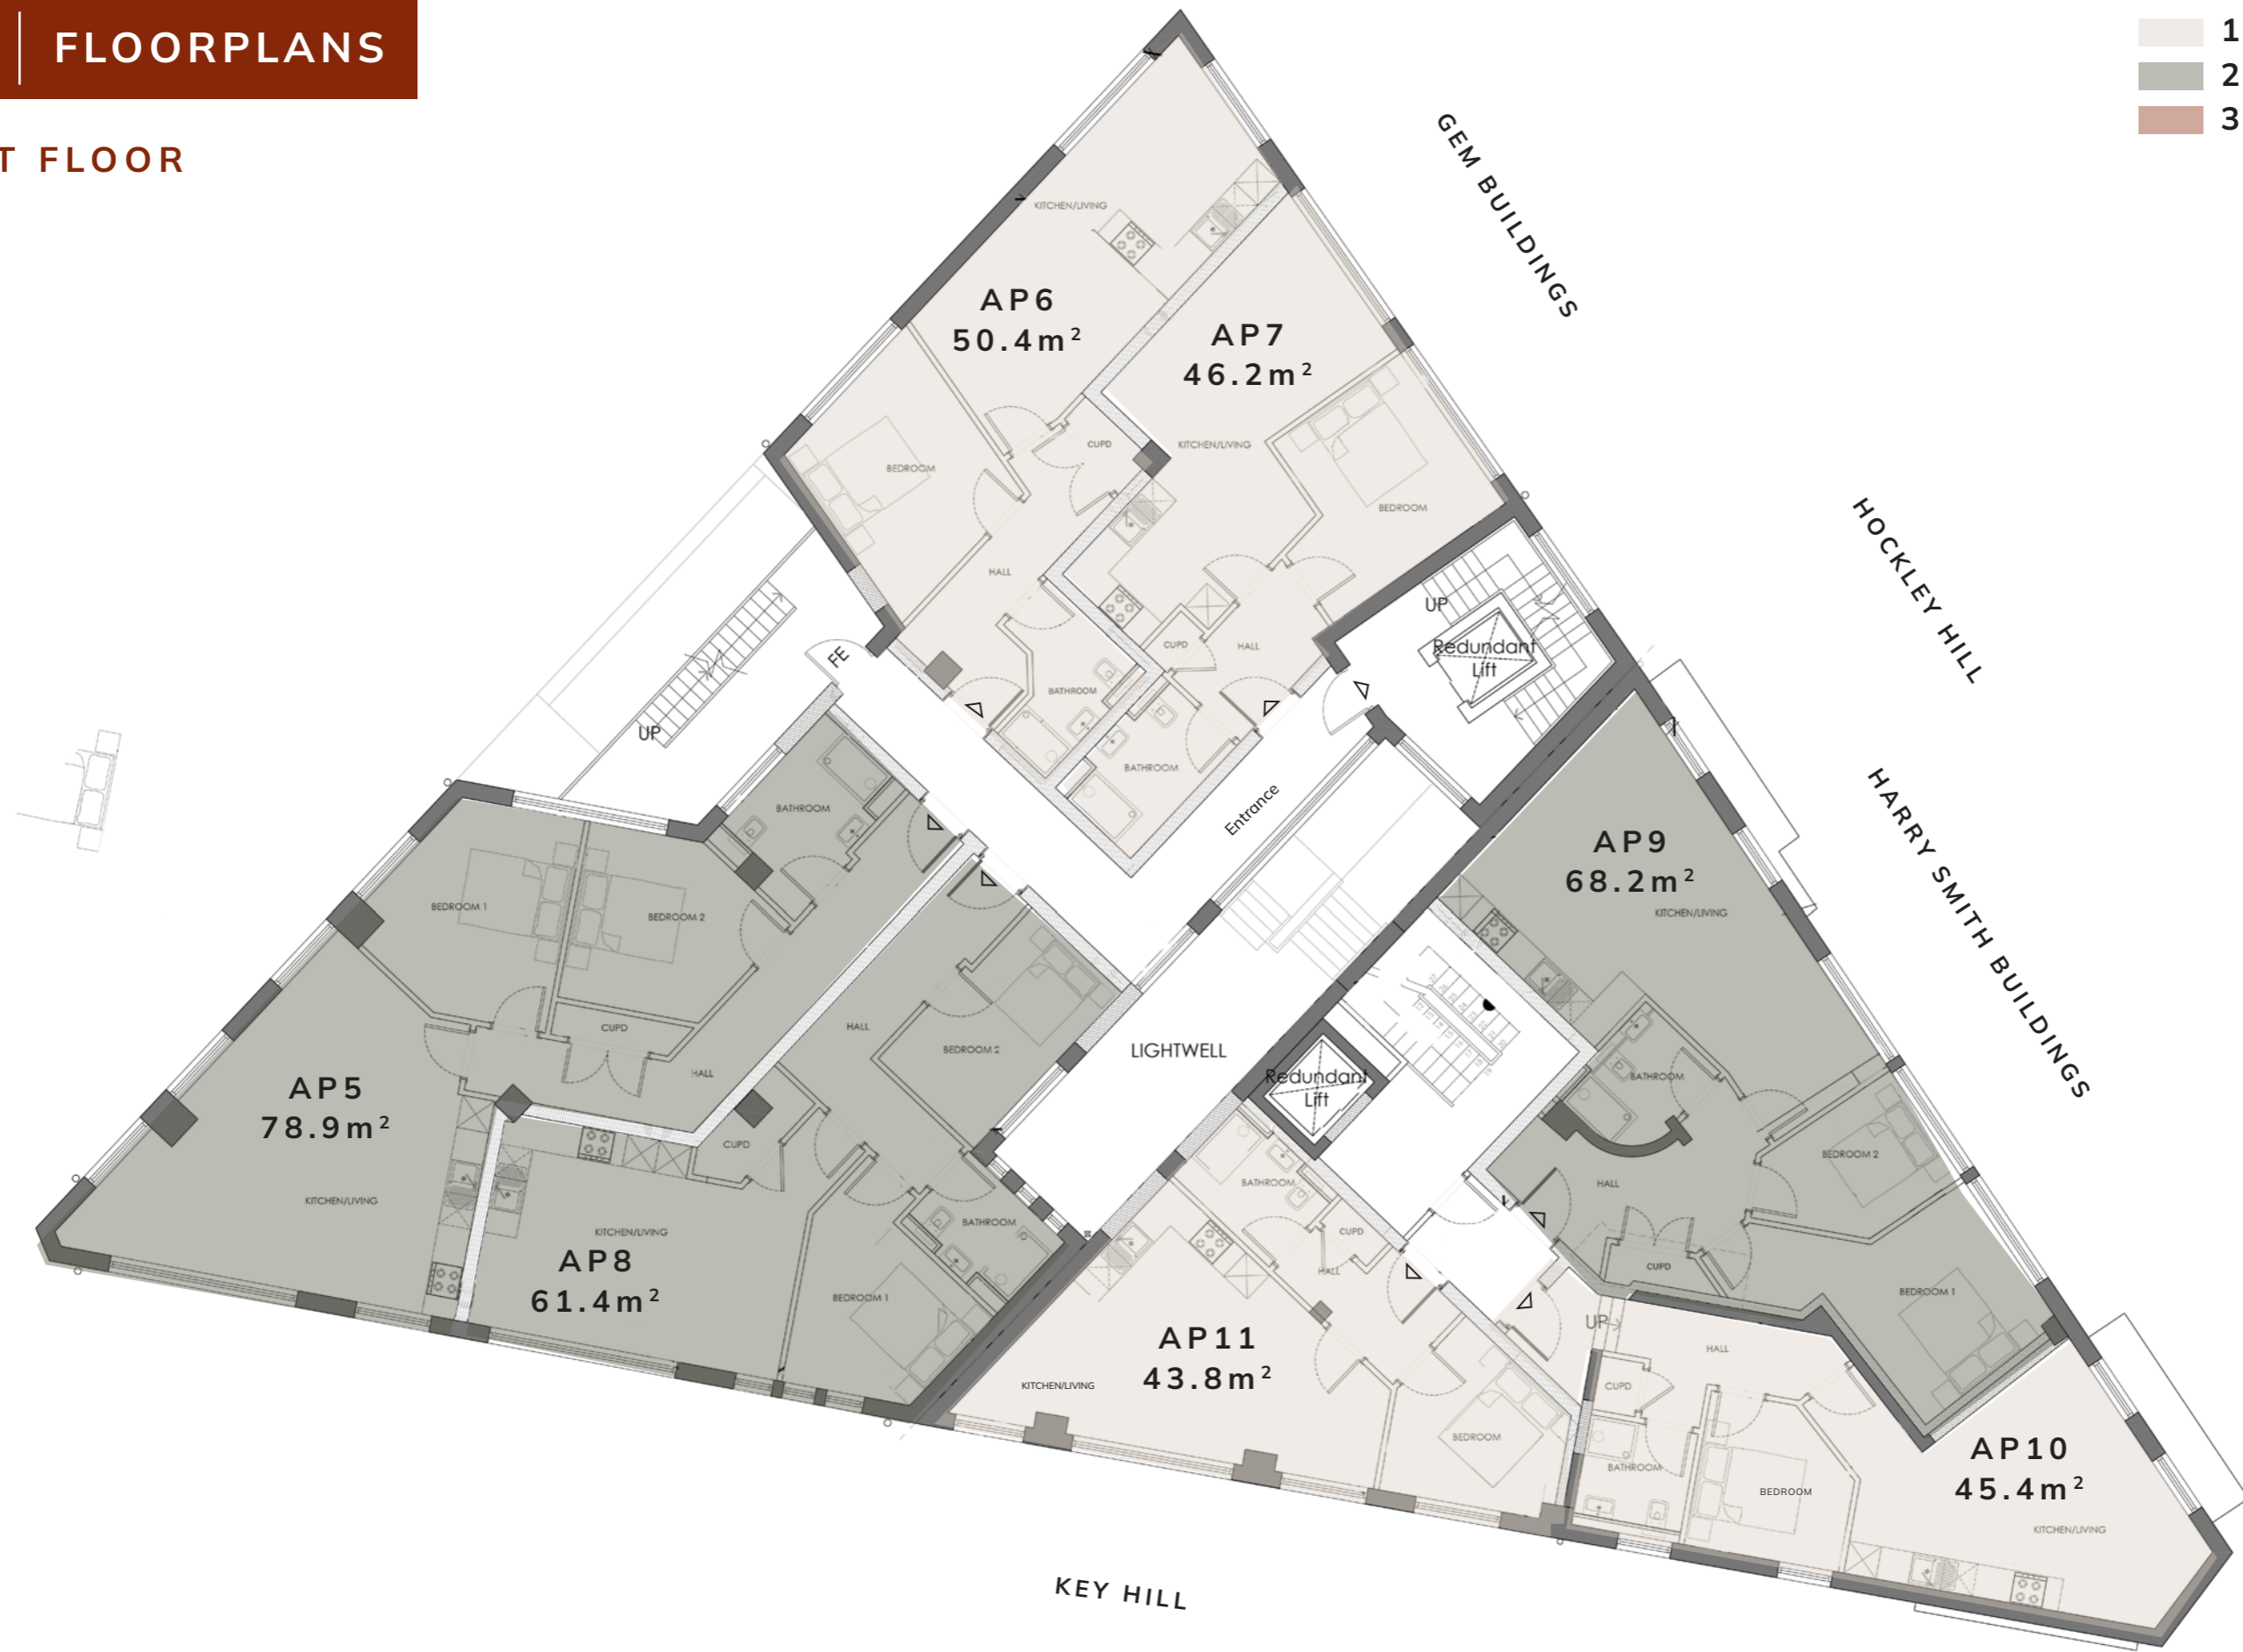 FLOORPLANS
T FLOOR
1
2
3
GEM BUILDINGS
HOCKLEY HILL
HARRY SMITH BUILDINGS
KEY HILL
AP6
50.4m²
KITCHEN/LIVING
BEDROOM
CUPD
HALL
BATHROOM
AP7
46.2m²
KITCHEN/LIVING
BEDROOM
CUPD
HALL
BATHROOM
UP
Redundant
Lift
FE
UP
Entrance
LIGHTWELL
Redundant
Lift
AP5
78.9m²
BATHROOM
BEDROOM 1
BEDROOM 2
CUPD
HALL
KITCHEN/LIVING
AP8
61.4m²
HALL
BEDROOM 2
CUPD
KITCHEN/LIVING
BATHROOM
BEDROOM 1
AP9
68.2m²
KITCHEN/LIVING
BATHROOM
BEDROOM 2
HALL
CUPD
BEDROOM 1
AP11
43.8m²
BATHROOM
CUPD
HALL
KITCHEN/LIVING
BEDROOM
AP10
45.4m²
UP
HALL
CUPD
BATHROOM
BEDROOM
KITCHEN/LIVING